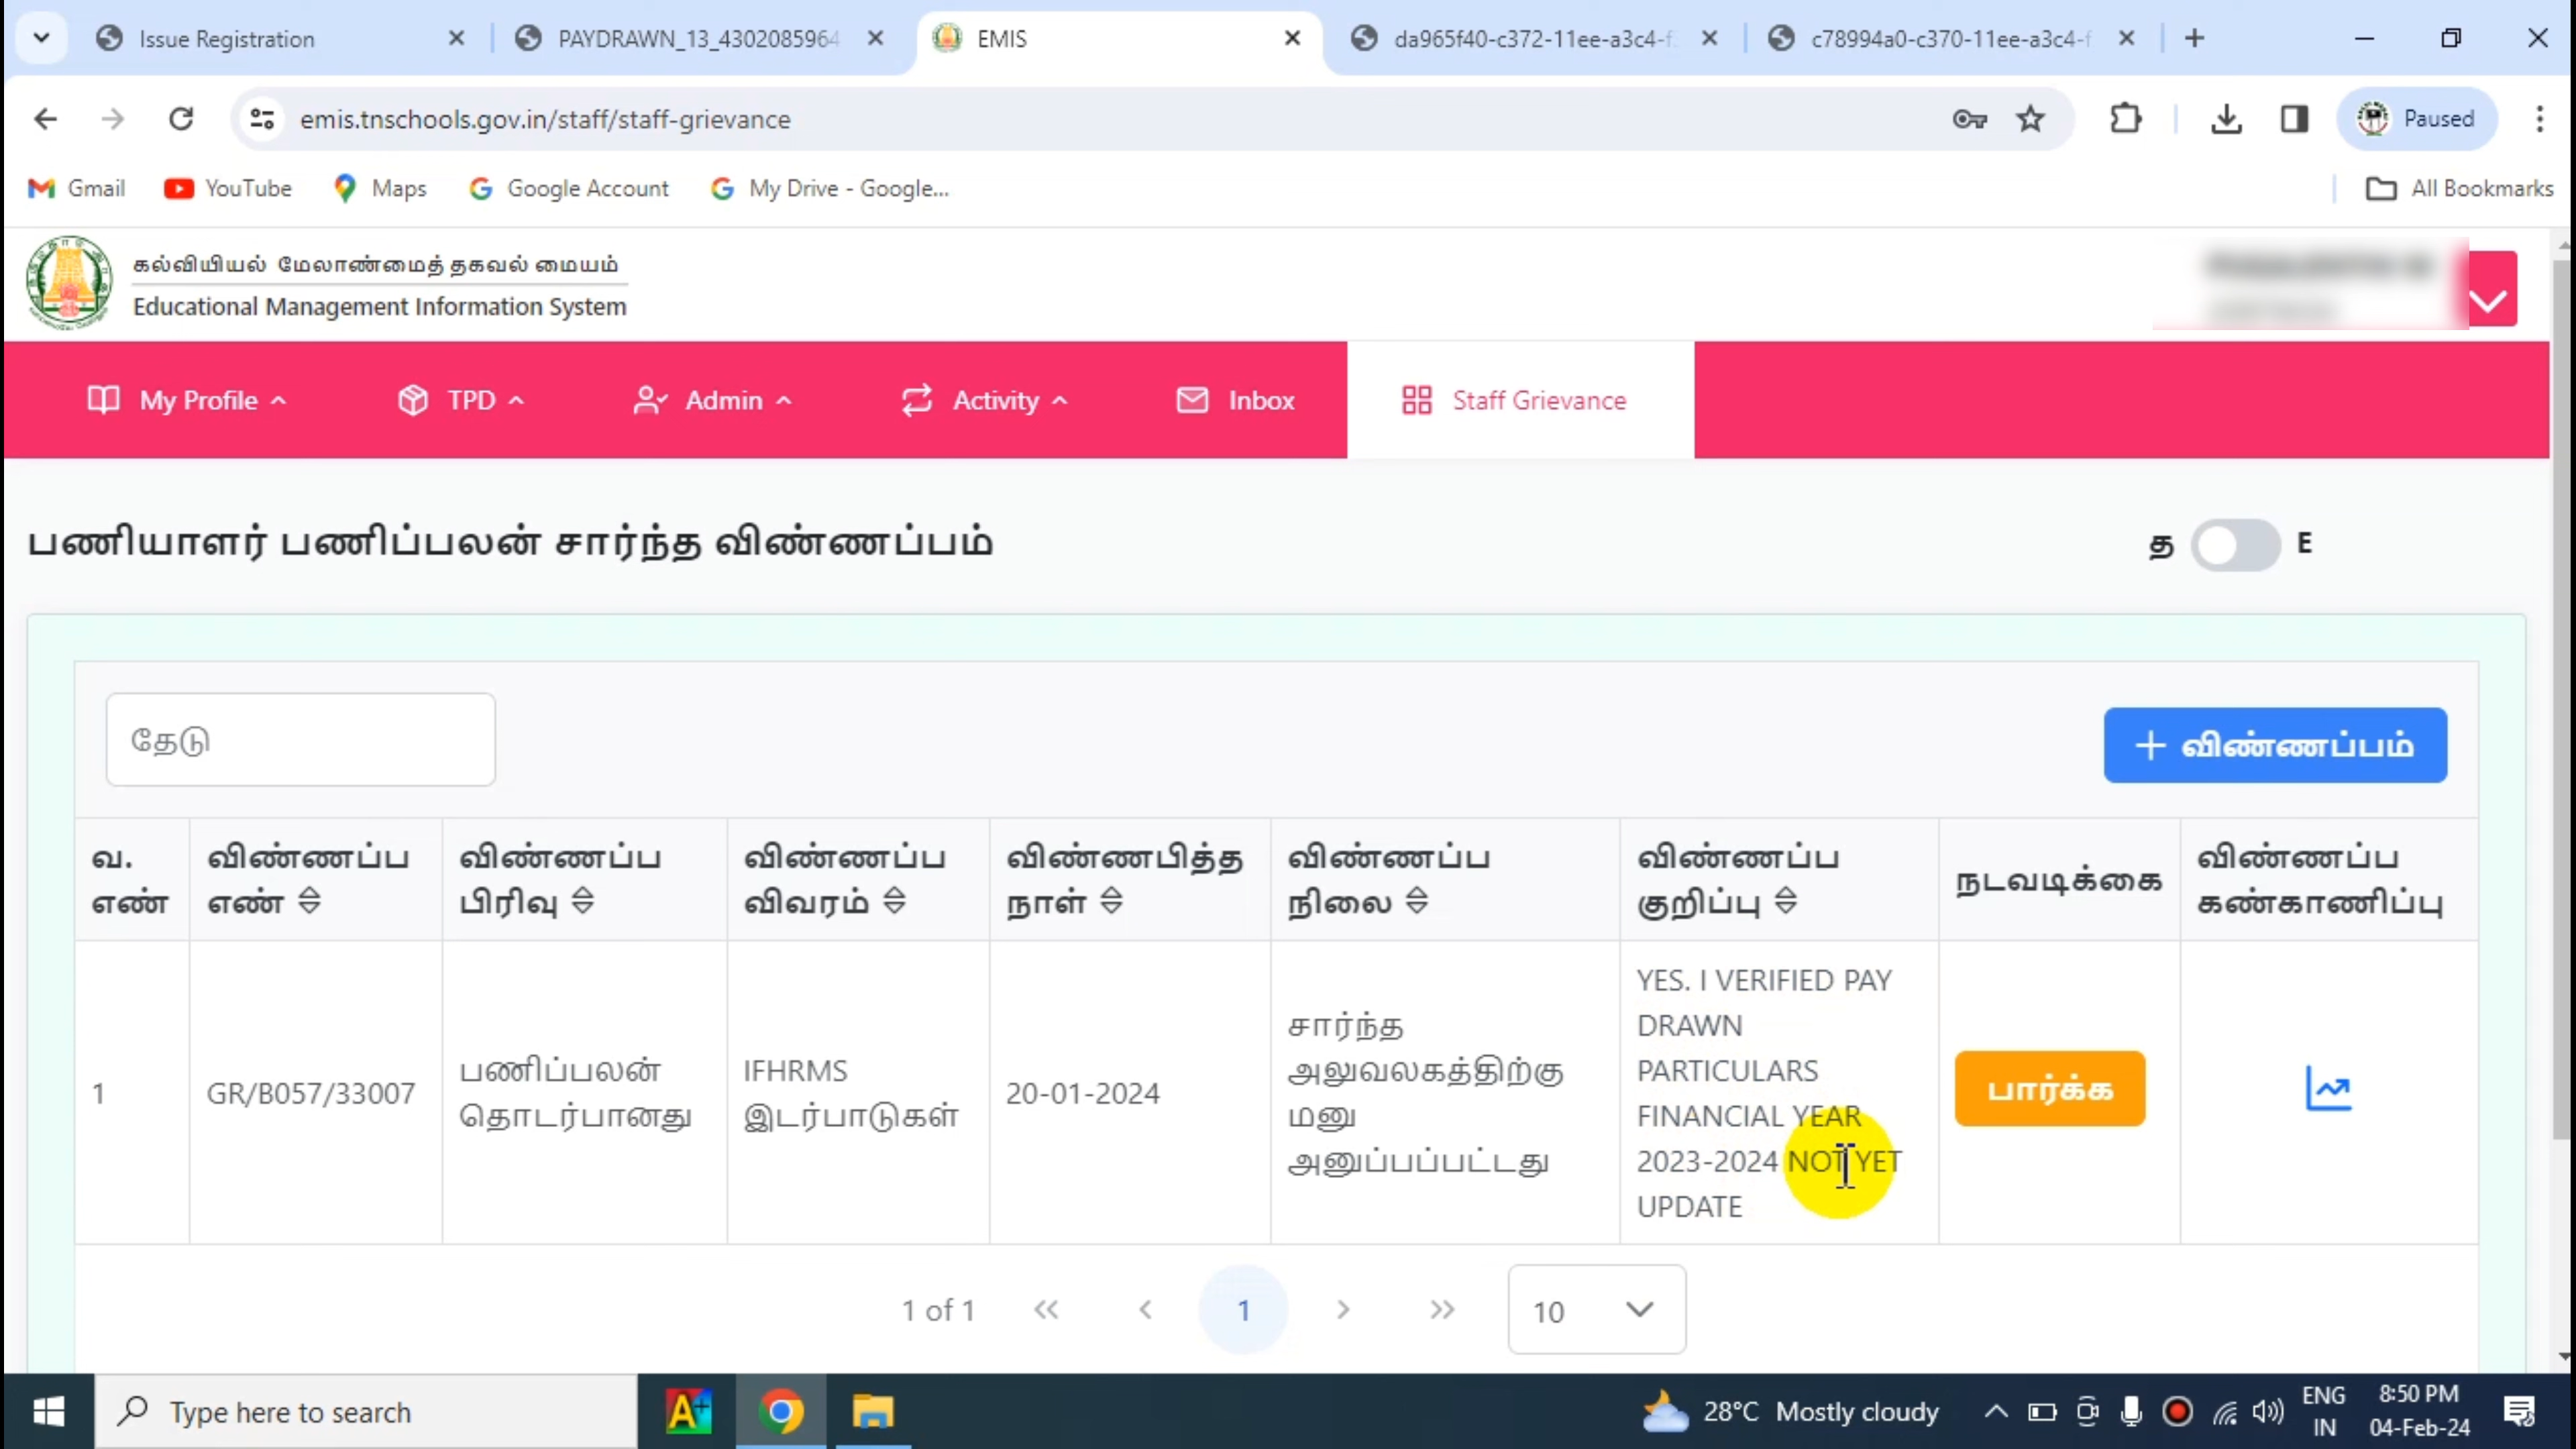 Issue Registration
PAYDRAWN_13_4302085964
EMIS
da965f40-c372-11ee-a3c4-f
c78994a0-c370-11ee-a3c4-f
emis.tnschools.gov.in/staff/staff-grievance
Paused
Gmail
YouTube
Maps
Google Account
My Drive - Google...
All Bookmarks
கல்வியியல் மேலாண்மைத் தகவல் மையம்
Educational Management Information System
My Profile
TPD
Admin
Activity
Inbox
Staff Grievance
பணியாளர் பணிப்பலன் சார்ந்த விண்ணப்பம்
த
E
தேடு
+ விண்ணப்பம்
வ.
எண்
விண்ணப்ப
எண்
விண்ணப்ப
பிரிவு
விண்ணப்ப
விவரம்
விண்ணபித்த
நாள்
விண்ணப்ப
நிலை
விண்ணப்ப
குறிப்பு
நடவடிக்கை
விண்ணப்ப
கண்காணிப்பு
1
GR/B057/33007
பணிப்பலன்
தொடர்பானது
IFHRMS
இடர்பாடுகள்
20-01-2024
சார்ந்த
அலுவலகத்திற்கு
மனு
அனுப்பப்பட்டது
YES. I VERIFIED PAY
DRAWN
PARTICULARS
FINANCIAL YEAR
2023-2024 NOT YET
UPDATE
பார்க்க
1 of 1
1
10
Type here to search
28°C Mostly cloudy
ENG
IN
8:50 PM
04-Feb-24